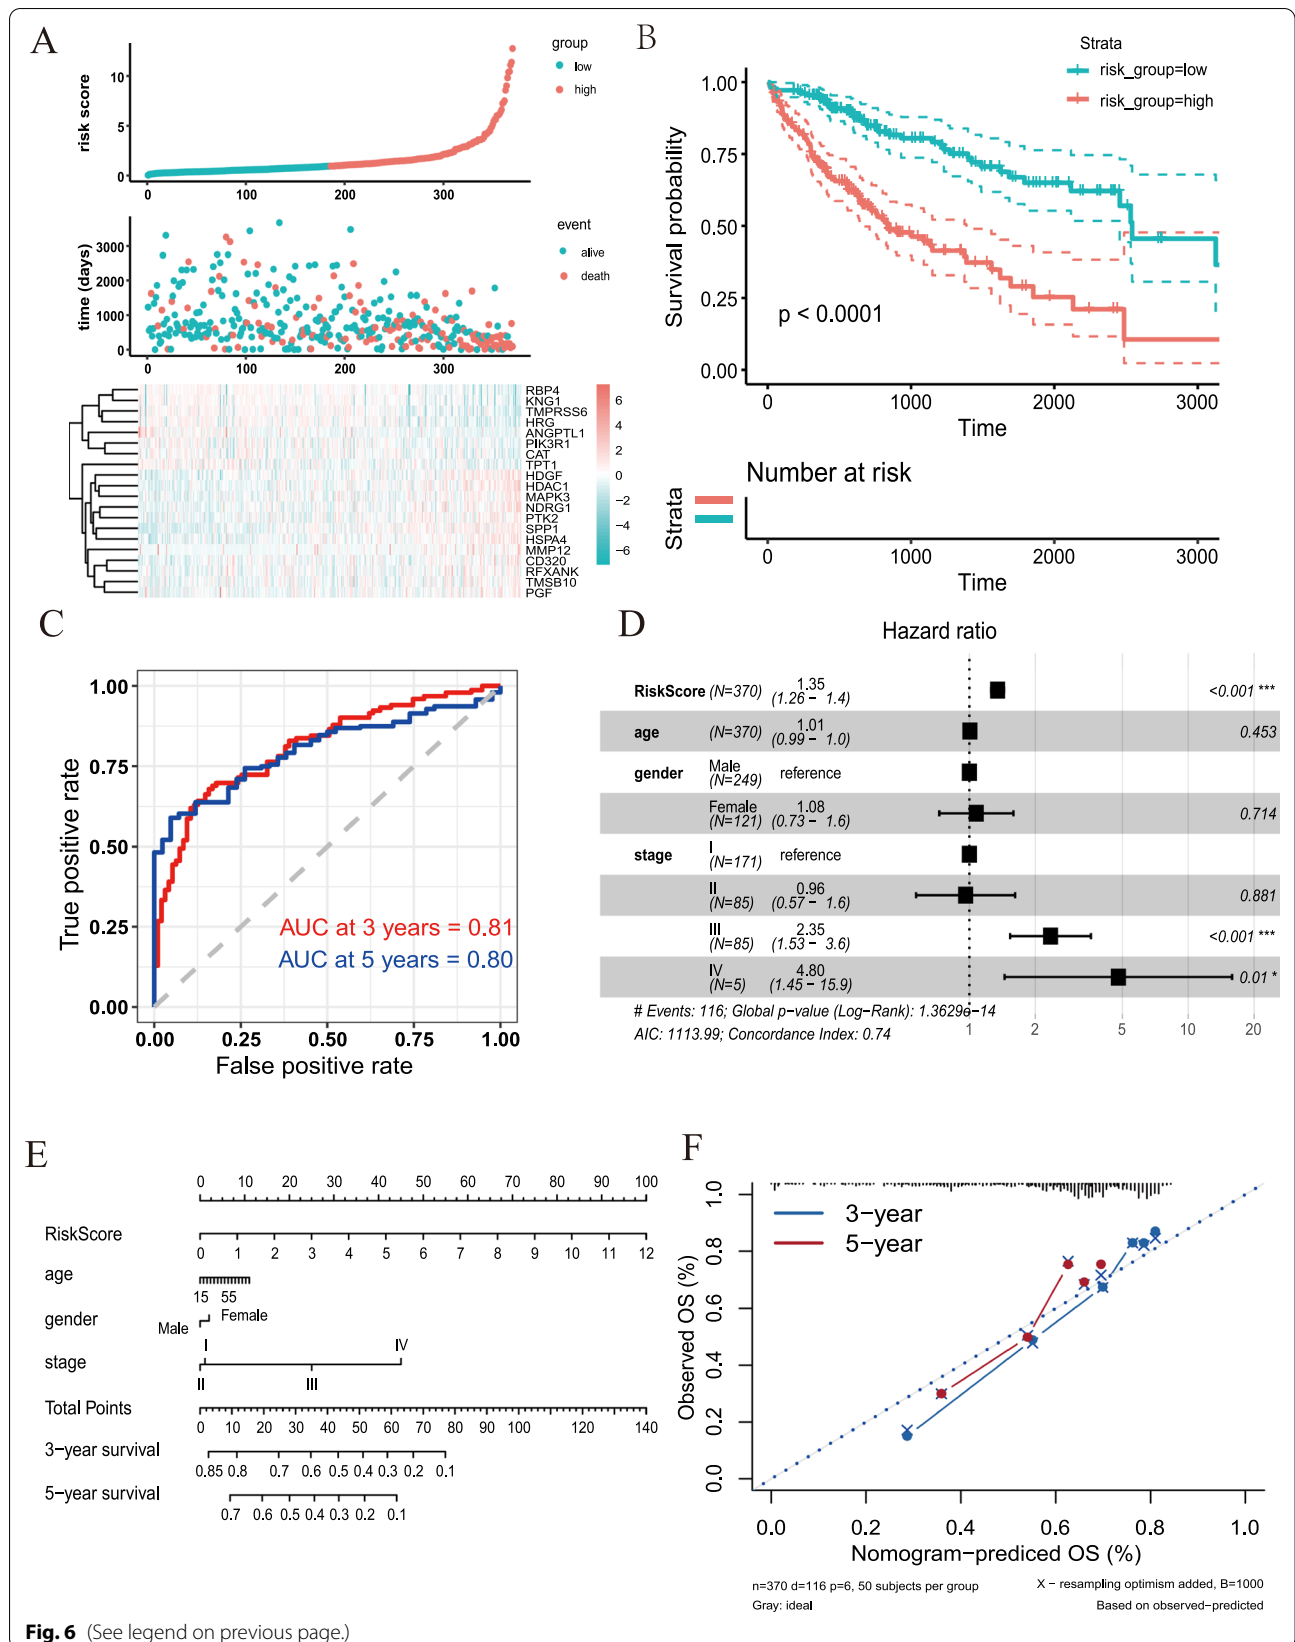 A
group
low
high
risk score
10
5
0
0 100 200 300
event
alive
death
time (days)
3000
2000
1000
0
0 100 200 300
RBP4
KNG1
TMPRSS6
HRG
ANGPTL1
PIK3R1
CAT
TPT1
HDGF
HDAC1
MAPK3
NDRG1
PTK2
SPP1
HSPA4
MMP12
CD320
RFXANK
TMSB10
PGF
6
4
2
0
−2
−4
−6
B
Strata
risk_group=low
risk_group=high
Survival probability
1.00
0.75
0.50
0.25
0.00
p < 0.0001
0 1000 2000 3000
Time
Number at risk
Strata
0 1000 2000 3000
Time
C
True positive rate
1.00
0.75
0.50
0.25
0.00
AUC at 3 years = 0.81
AUC at 5 years = 0.80
0.00 0.25 0.50 0.75 1.00
False positive rate
D
Hazard ratio
RiskScore (N=370) 1.35 (1.26 − 1.4) <0.001 ***
age (N=370) 1.01 (0.99 − 1.0) 0.453
gender Male (N=249) reference
Female (N=121) 1.08 (0.73 − 1.6) 0.714
stage I (N=171) reference
II (N=85) 0.96 (0.57 − 1.6) 0.881
III (N=85) 2.35 (1.53 − 3.6) <0.001 ***
IV (N=5) 4.80 (1.45 − 15.9) 0.01 *
# Events: 116; Global p−value (Log−Rank): 1.3629e−14
AIC: 1113.99; Concordance Index: 0.74
1 2 5 10 20
E
0 10 20 30 40 50 60 70 80 90 100
RiskScore
0 1 2 3 4 5 6 7 8 9 10 11 12
age
15 55
gender
Male Female
stage
I IV
II III
Total Points
0 10 20 30 40 50 60 70 80 90 100 120 140
3−year survival
0.85 0.8 0.7 0.6 0.5 0.4 0.3 0.2 0.1
5−year survival
0.7 0.6 0.5 0.4 0.3 0.2 0.1
F
3−year
5−year
Observed OS (%)
1.0
0.8
0.6
0.4
0.2
0.0
0.0 0.2 0.4 0.6 0.8 1.0
Nomogram−prediced OS (%)
n=370 d=116 p=6, 50 subjects per group
Gray: ideal
X − resampling optimism added, B=1000
Based on observed−predicted
Fig. 6 (See legend on previous page.)